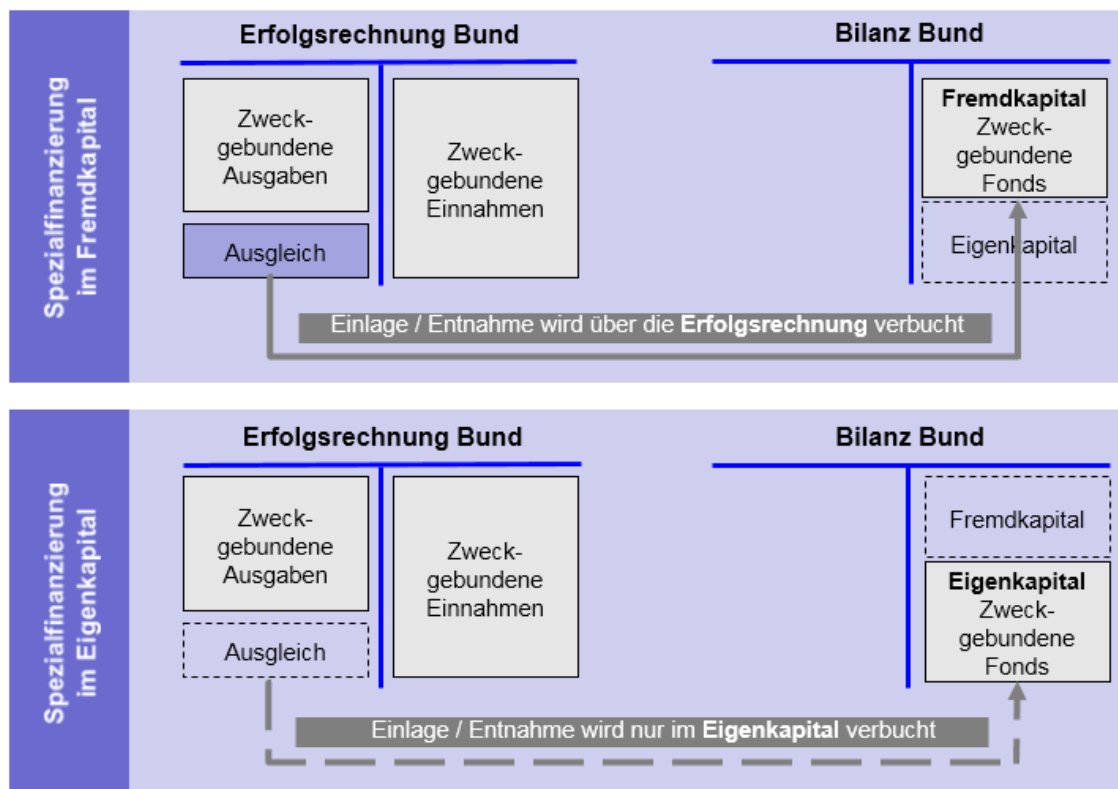 Spezialfinanzierung
im Fremdkapital
Erfolgsrechnung Bund
Zweck-
gebundene
Ausgaben
Ausgleich
Zweck-
gebundene
Einnahmen
Bilanz Bund
Fremdkapital
Zweck-
gebundene
Fonds
Eigenkapital
Einlage / Entnahme wird über die Erfolgsrechnung verbucht
Spezialfinanzierung
im Eigenkapital
Erfolgsrechnung Bund
Zweck-
gebundene
Ausgaben
Ausgleich
Zweck-
gebundene
Einnahmen
Bilanz Bund
Fremdkapital
Eigenkapital
Zweck-
gebundene
Fonds
Einlage / Entnahme wird nur im Eigenkapital verbucht